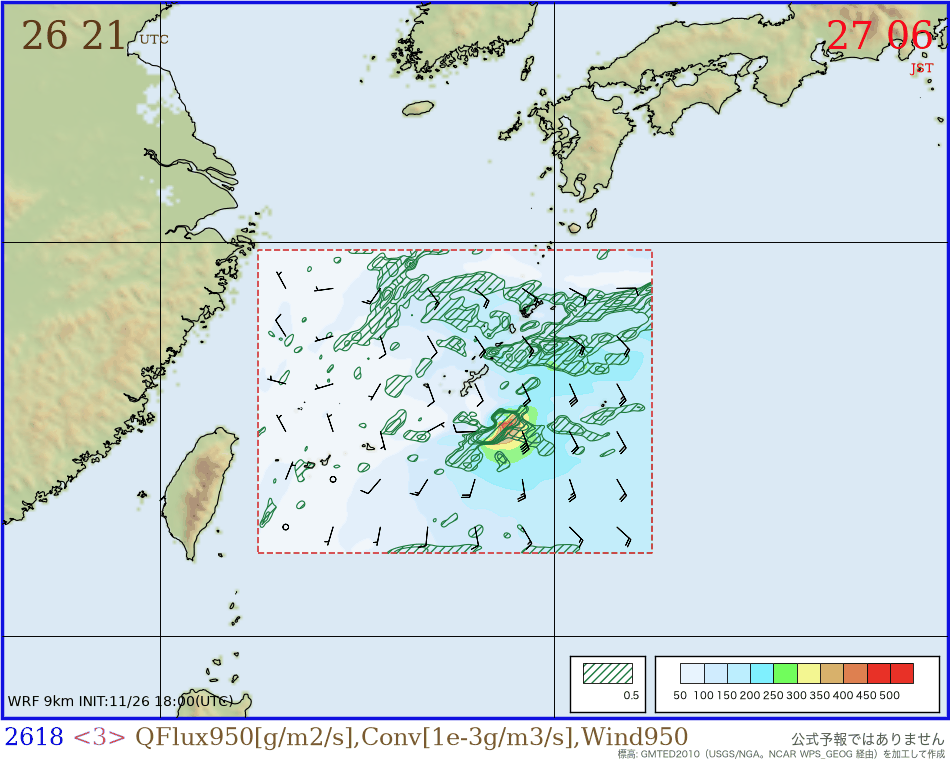 26 21 UTC
27 06
JST
0.5
50 100 150 200 250 300 350 400 450 500
WRF 9km INIT:11/26 18:00(UTC)
2618 <3> QFlux950[g/m2/s],Conv[1e-3g/m3/s],Wind950
公式予報ではありません
標高: GMTED2010（USGS/NGA。NCAR WPS_GEOG 経由）を加工して作成